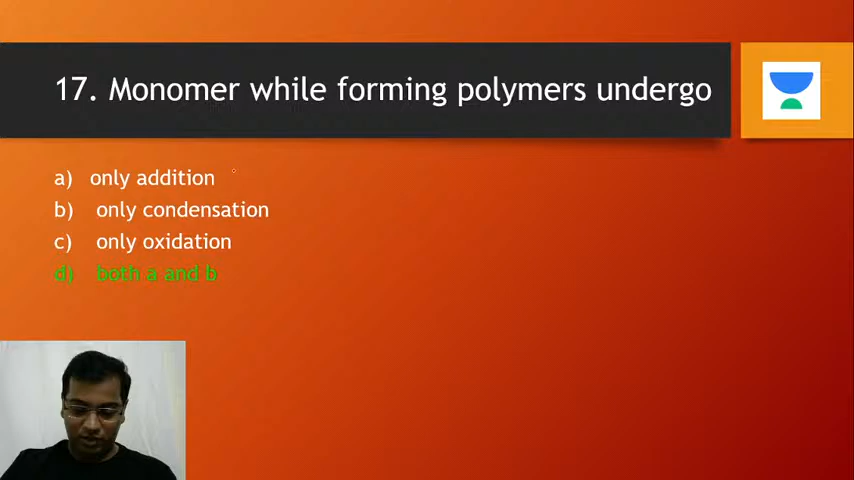 17. Monomer while forming polymers undergo
a) only addition
b) only condensation
c) only oxidation
d) both a and b